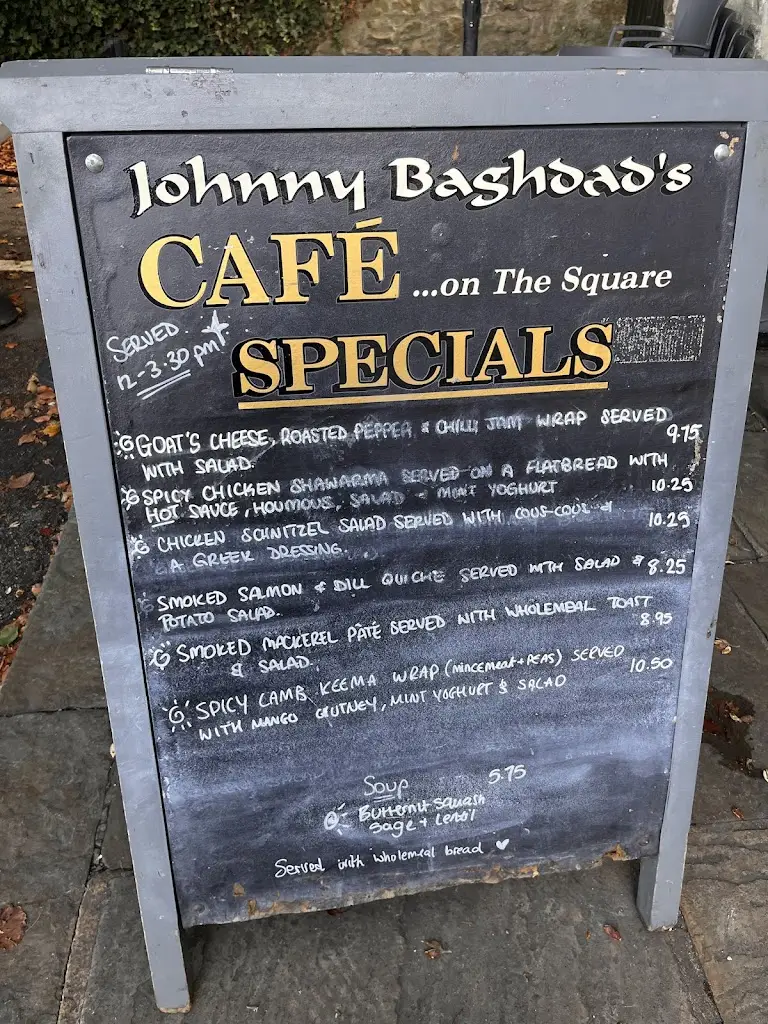 Johnny Baghdad's
CAFÉ ...on The Square
SERVED
12-3.30pm
SPECIALS
GOAT'S CHEESE, ROASTED PEPPER & CHILLI JAM WRAP SERVED
WITH SALAD. 9.75
SPICY CHICKEN SHAWARMA SERVED ON A FLATBREAD WITH
HOT SAUCE, HOUMOUS, SALAD & MINT YOGHURT 10.25
CHICKEN SCHNITZEL SALAD SERVED WITH COUS-COUS &
A GREEK DRESSING. 10.25
SMOKED SALMON & DILL QUICHE SERVED WITH SALAD & 8.25
POTATO SALAD.
SMOKED MACKEREL PÂTÉ SERVED WITH WHOLEMEAL TOAST
& SALAD. 8.95
SPICY LAMB KEEMA WRAP (MINCEMEAT + PEAS) SERVED
WITH MANGO CHUTNEY, MINT YOGHURT & SALAD 10.50
Soup 5.75
Butternut squash
Sage + Lentil
Served with wholemeal bread ♥